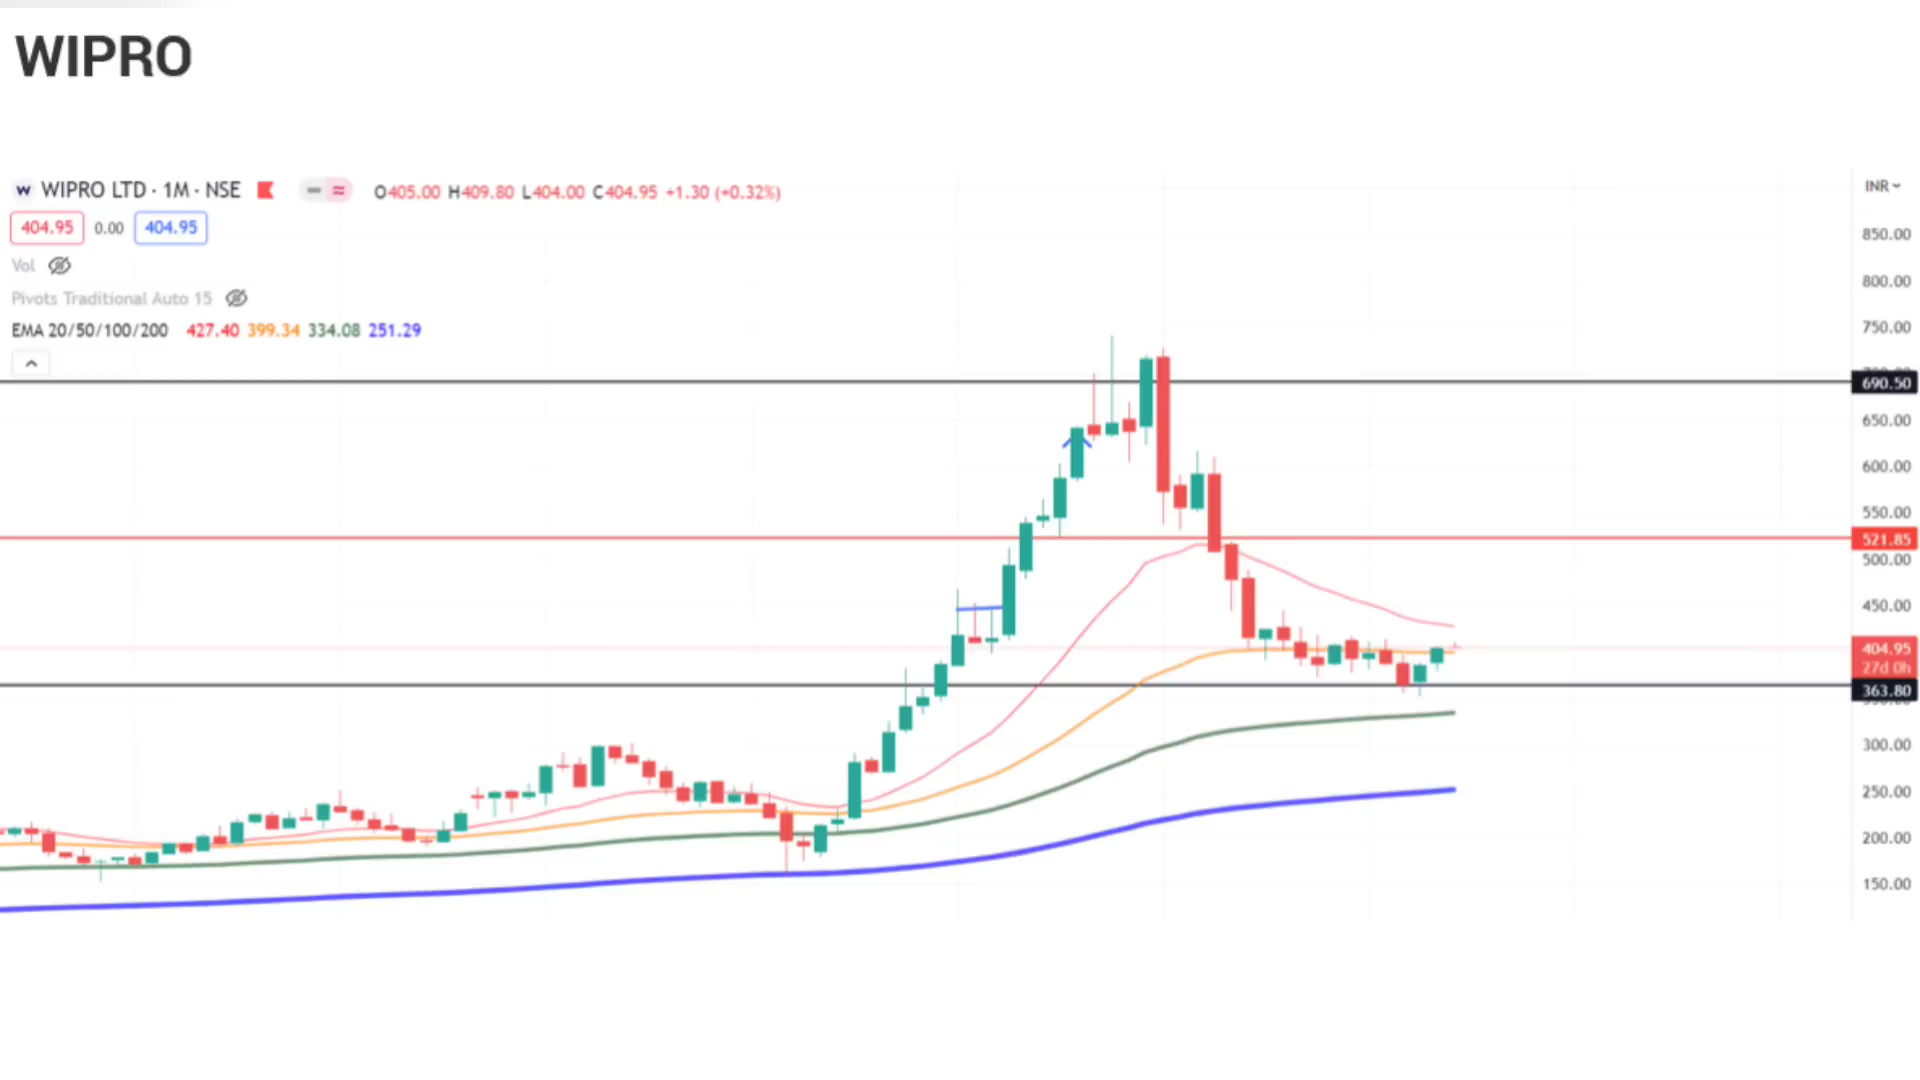 WIPRO
W WIPRO LTD · 1M · NSE O405.00 H409.80 L404.00 C404.95 +1.30 (+0.32%) INR
404.95 0.00 404.95
850.00
Vol
800.00
Pivots Traditional Auto 15
EMA 20/50/100/200 427.40 399.34 334.08 251.29
750.00
690.50
650.00
600.00
550.00
521.85
500.00
450.00
404.95
27d 0h
363.80
300.00
250.00
200.00
150.00